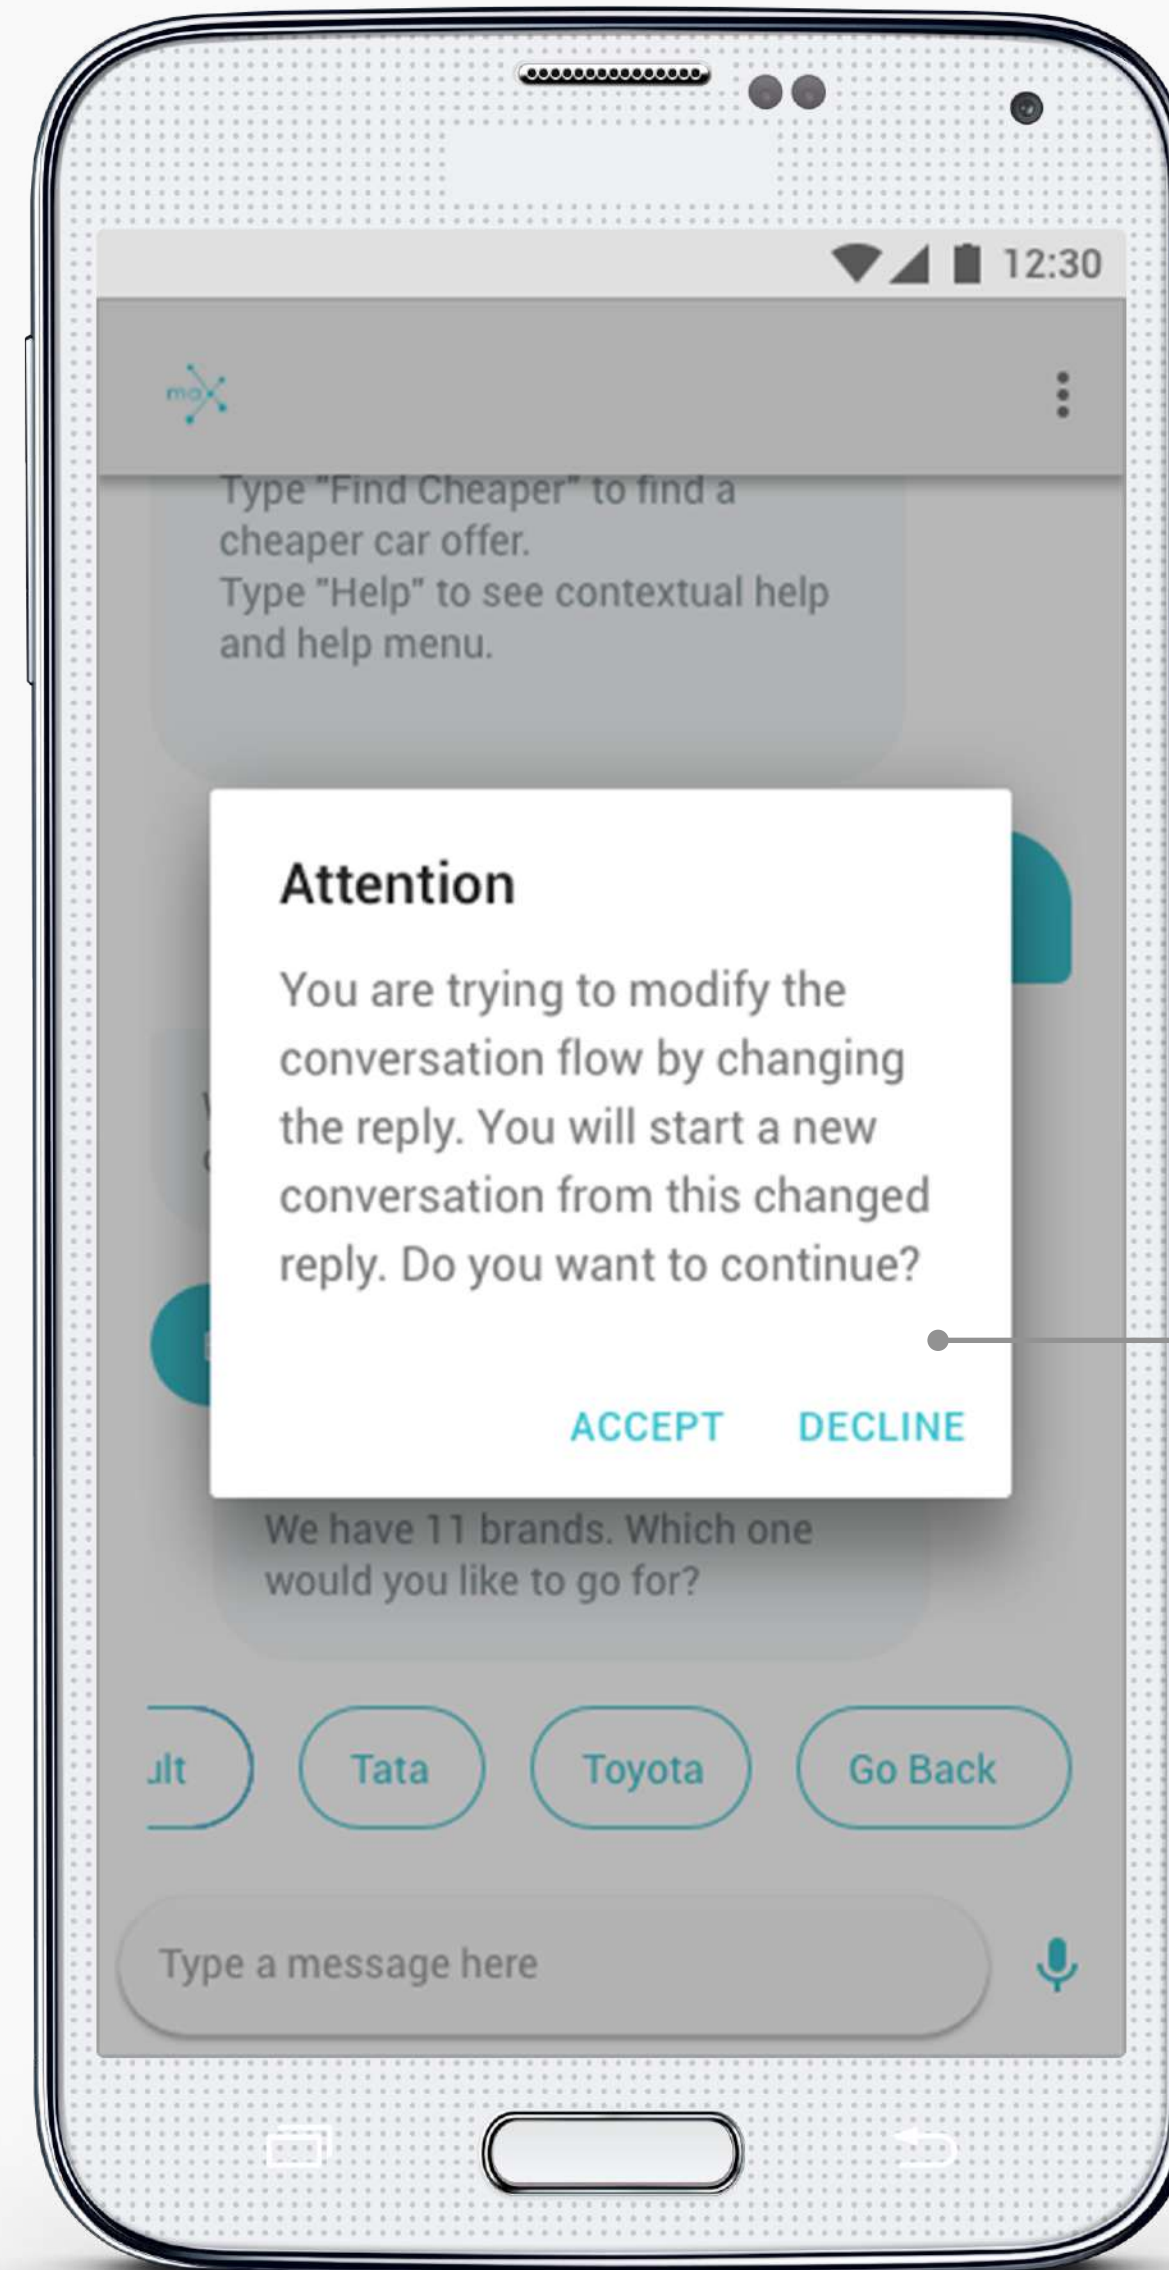 12:30
max
Type "Find Cheaper" to find a
cheaper car offer.
Type "Help" to see contextual help
and help menu.
Attention
You are trying to modify the
conversation flow by changing
the reply. You will start a new
conversation from this changed
reply. Do you want to continue?
ACCEPT DECLINE
We have 11 brands. Which one
would you like to go for?
ult Tata Toyota Go Back
Type a message here